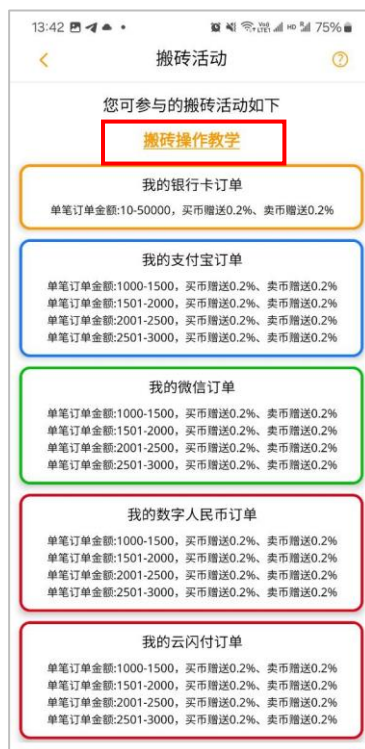 13:42
75%
搬砖活动
您可参与的搬砖活动如下
搬砖操作教学
我的银行卡订单
单笔订单金额:10-50000，买币赠送0.2%、卖币赠送0.2%
我的支付宝订单
单笔订单金额:1000-1500，买币赠送0.2%、卖币赠送0.2%
单笔订单金额:1501-2000，买币赠送0.2%、卖币赠送0.2%
单笔订单金额:2001-2500，买币赠送0.2%、卖币赠送0.2%
单笔订单金额:2501-3000，买币赠送0.2%、卖币赠送0.2%
我的微信订单
单笔订单金额:1000-1500，买币赠送0.2%、卖币赠送0.2%
单笔订单金额:1501-2000，买币赠送0.2%、卖币赠送0.2%
单笔订单金额:2001-2500，买币赠送0.2%、卖币赠送0.2%
单笔订单金额:2501-3000，买币赠送0.2%、卖币赠送0.2%
我的数字人民币订单
单笔订单金额:1000-1500，买币赠送0.2%、卖币赠送0.2%
单笔订单金额:1501-2000，买币赠送0.2%、卖币赠送0.2%
单笔订单金额:2001-2500，买币赠送0.2%、卖币赠送0.2%
单笔订单金额:2501-3000，买币赠送0.2%、卖币赠送0.2%
我的云闪付订单
单笔订单金额:1000-1500，买币赠送0.2%、卖币赠送0.2%
单笔订单金额:1501-2000，买币赠送0.2%、卖币赠送0.2%
单笔订单金额:2001-2500，买币赠送0.2%、卖币赠送0.2%
单笔订单金额:2501-3000，买币赠送0.2%、卖币赠送0.2%